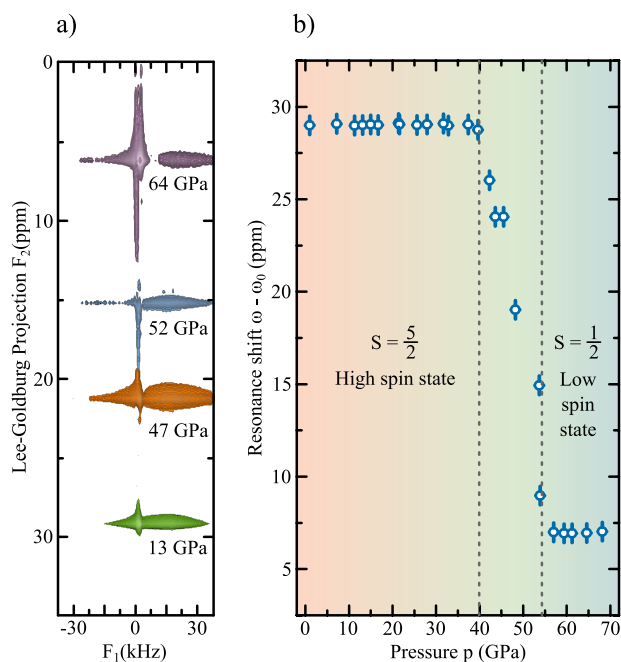 a)
b)
0
10
20
30
Lee-Goldburg Projection F2(ppm)
64 GPa
52 GPa
47 GPa
13 GPa
-30
0
30
F1(kHz)
30
25
20
15
10
5
Resonance shift ω - ω0 (ppm)
S = 5/2
High spin state
S = 1/2
Low
spin
state
0 10 20 30 40 50 60 70
Pressure p (GPa)